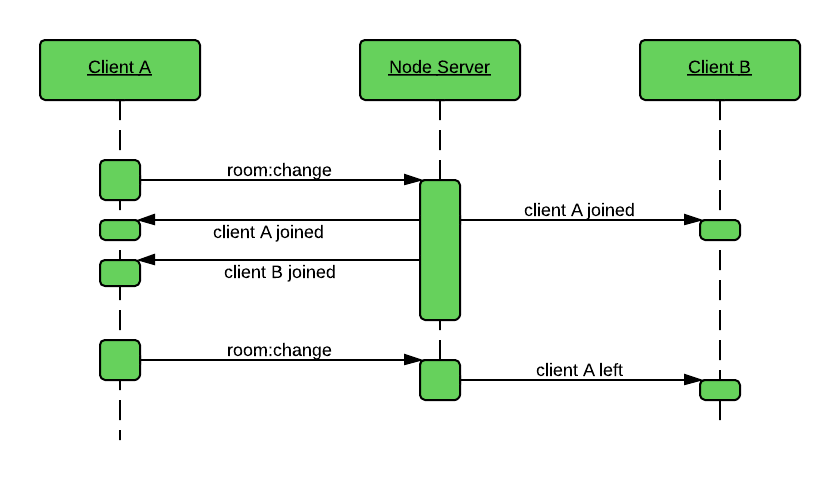 Client A
Node Server
Client B
room:change
client A joined
client A joined
client B joined
room:change
client A left